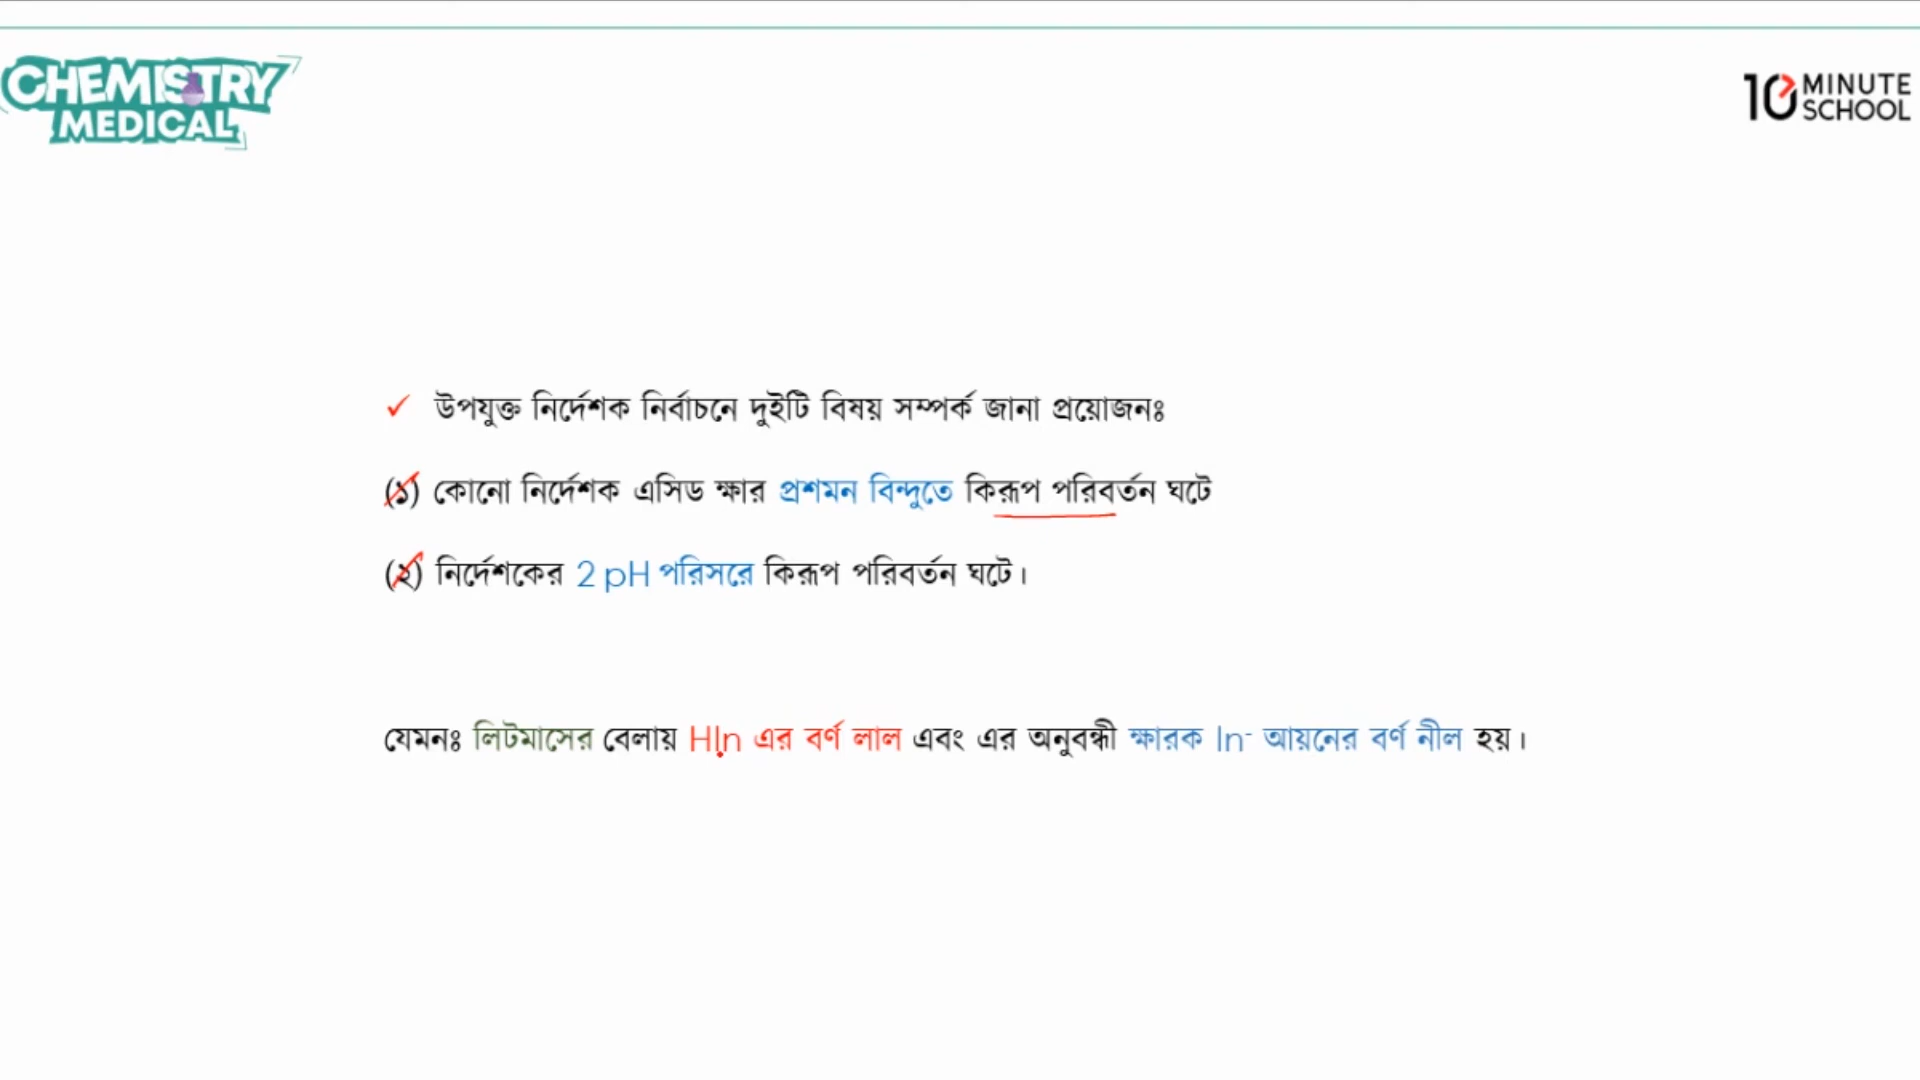 CHEMISTRY
MEDICAL
10 MINUTE
SCHOOL
✓ উপযুক্ত নির্দেশক নির্বাচনে দুইটি বিষয় সম্পর্ক জানা প্রয়োজনঃ
(১) কোনো নির্দেশক এসিড ক্ষার প্রশমন বিন্দুতে কিরূপ পরিবর্তন ঘটে
(২) নির্দেশকের 2 pH পরিসরে কিরূপ পরিবর্তন ঘটে।
যেমনঃ লিটমাসের বেলায় HIn এর বর্ণ লাল এবং এর অনুবন্ধী ক্ষারক In⁻ আয়নের বর্ণ নীল হয়।